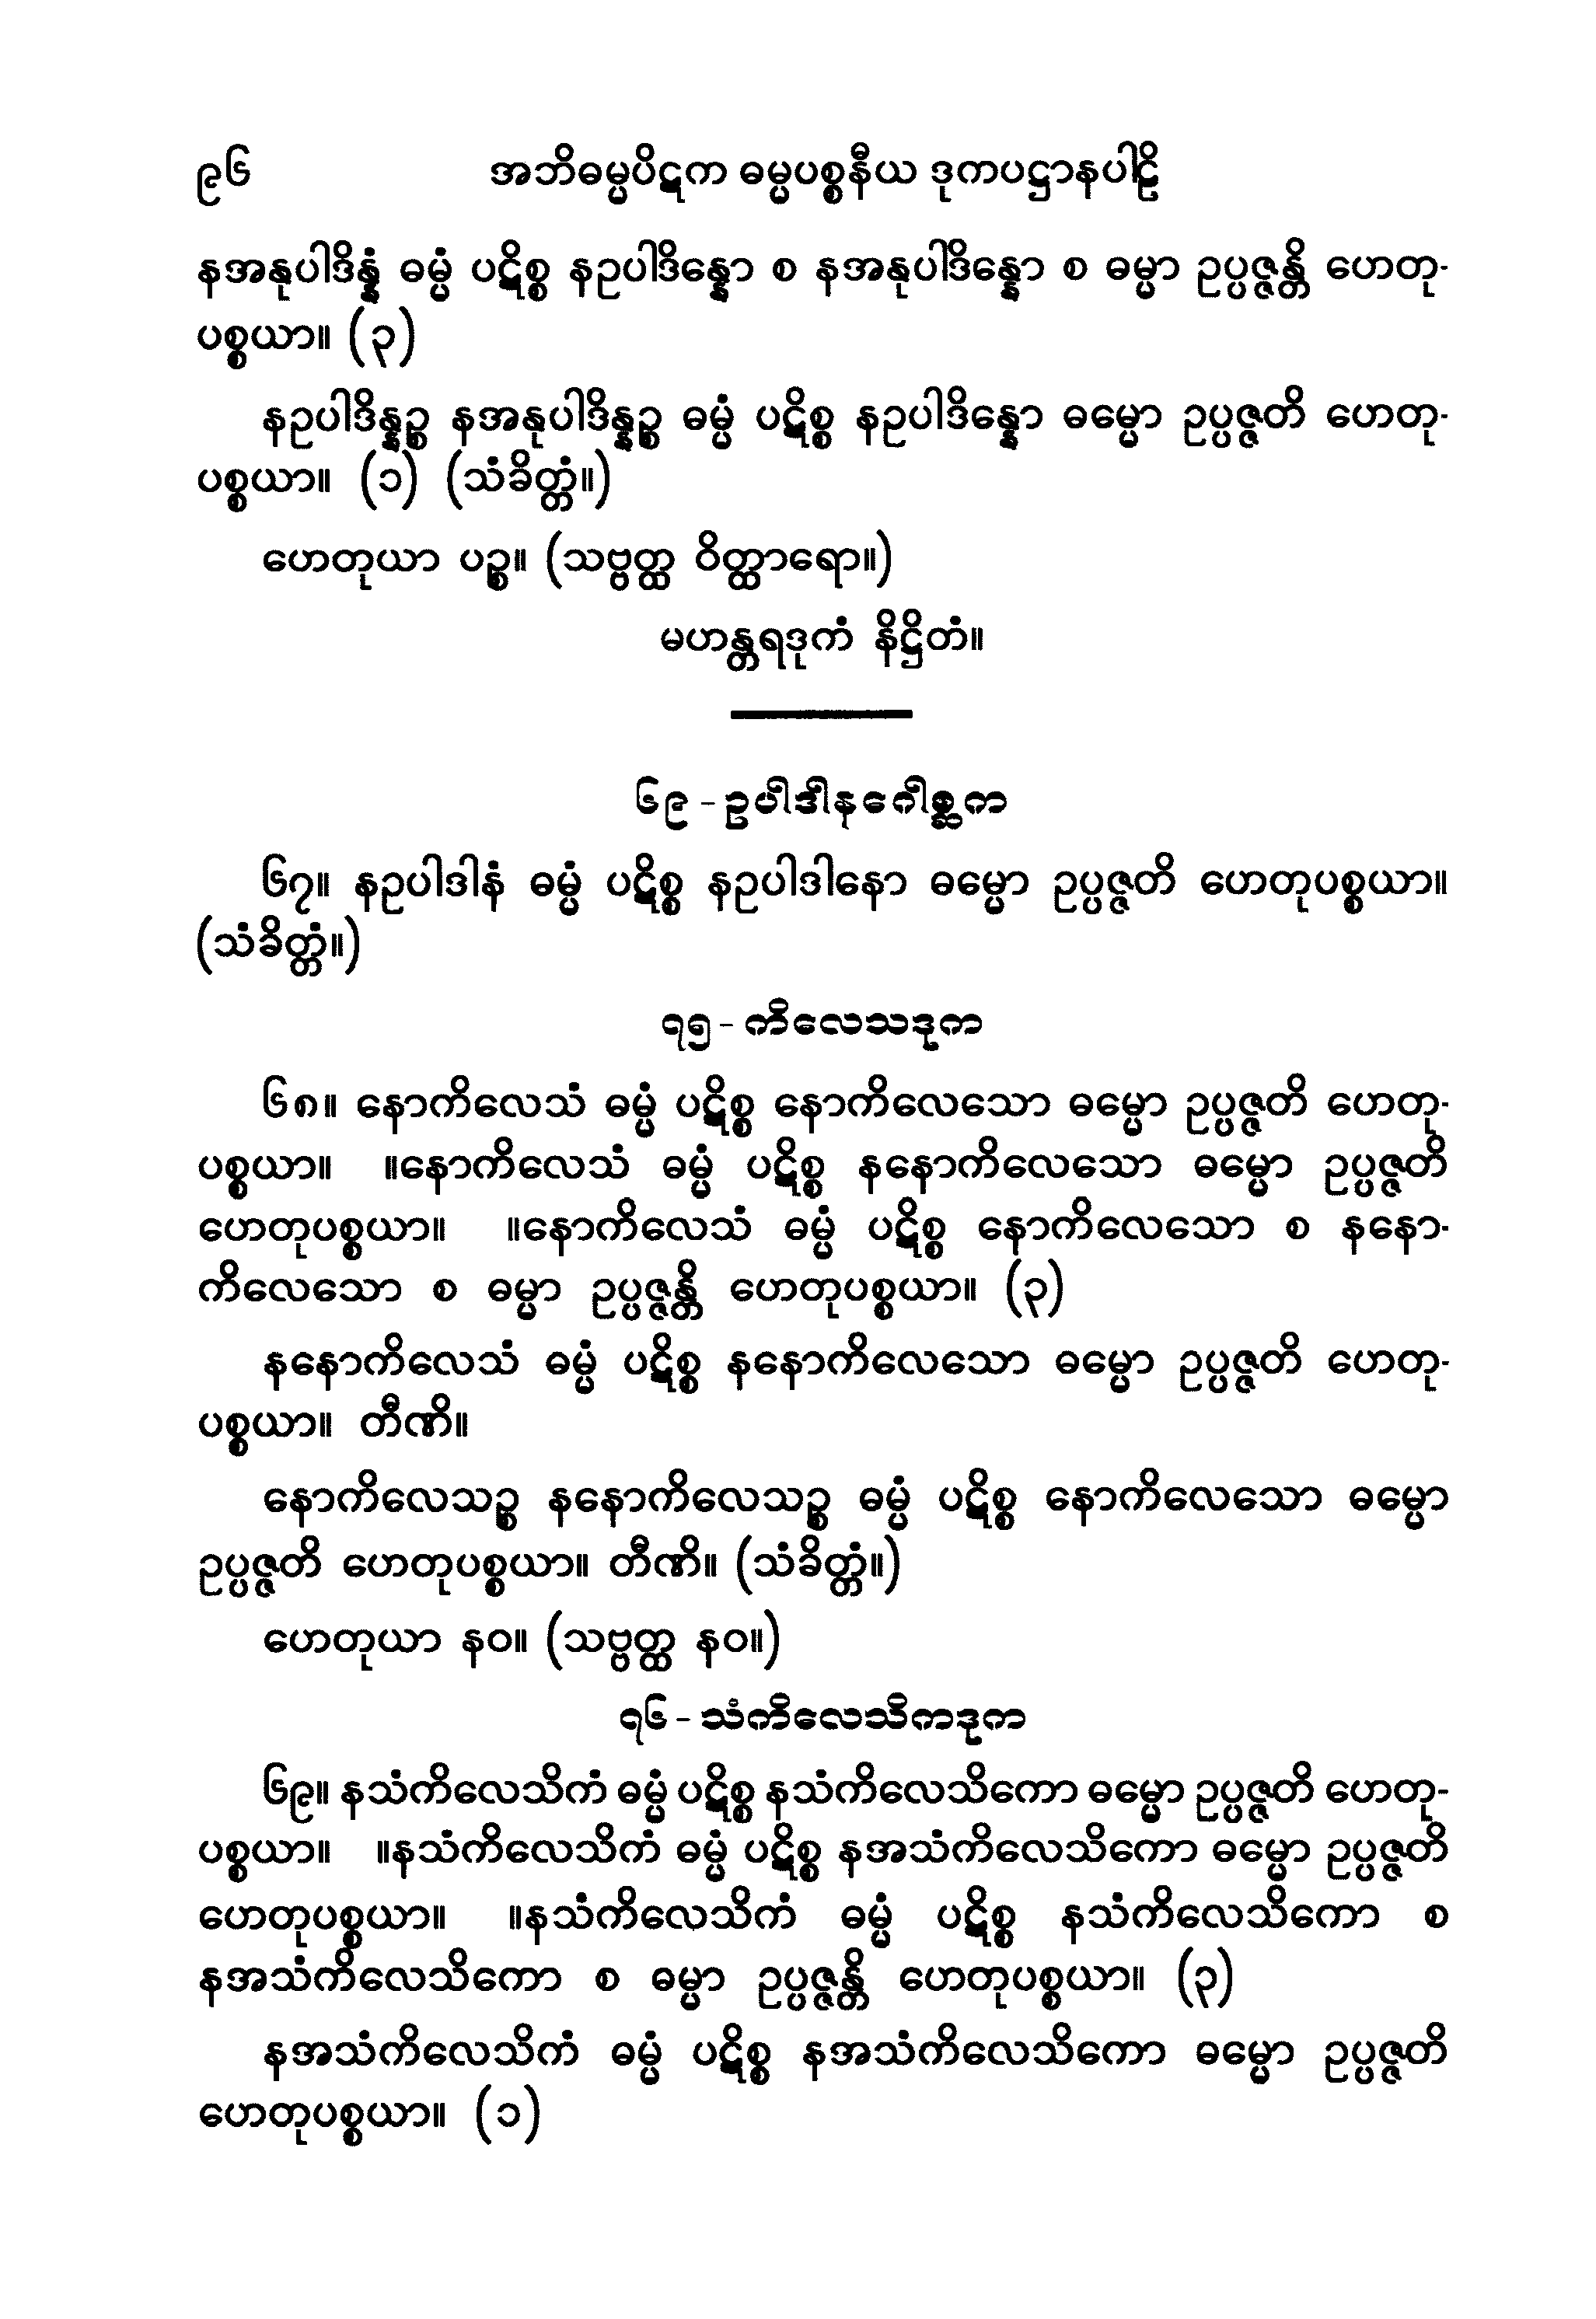 ၉၆ အဘိဓမ္မပိဋက ဓမ္မပစ္စနီယ ဒုကပဋ္ဌာနပါဠိ
နအနုပါဒိန္နံ ဓမ္မံ ပဋိစ္စ နဥပါဒိန္နော စ နအနုပါဒိန္နော စ ဓမ္မာ ဥပ္ပဇ္ဇန္တိ ဟေတု-
ပစ္စယာ။ (၃)
နဥပါဒိန္နဉ္စ နအနုပါဒိန္နဉ္စ ဓမ္မံ ပဋိစ္စ နဥပါဒိန္နော ဓမ္မော ဥပ္ပဇ္ဇတိ ဟေတု-
ပစ္စယာ။ (၁) (သံခိတ္တံ။)
ဟေတုယာ ပဉ္စ။ (သဗ္ဗတ္ထ ဝိတ္ထာရော။)
မဟန္တရဒုကံ နိဋ္ဌိတံ။
၆၉ - ဥပါဒါနဂေါစ္ဆက
၆၇။ နဥပါဒါနံ ဓမ္မံ ပဋိစ္စ နဥပါဒါနော ဓမ္မော ဥပ္ပဇ္ဇတိ ဟေတုပစ္စယာ။
(သံခိတ္တံ။)
၇၅ - ကိလေသဒုက
၆၈။ နောကိလေသံ ဓမ္မံ ပဋိစ္စ နောကိလေသော ဓမ္မော ဥပ္ပဇ္ဇတိ ဟေတု-
ပစ္စယာ။ ။နောကိလေသံ ဓမ္မံ ပဋိစ္စ နနောကိလေသော ဓမ္မော ဥပ္ပဇ္ဇတိ
ဟေတုပစ္စယာ။ ။နောကိလေသံ ဓမ္မံ ပဋိစ္စ နောကိလေသော စ နနော-
ကိလေသော စ ဓမ္မာ ဥပ္ပဇ္ဇန္တိ ဟေတုပစ္စယာ။ (၃)
နနောကိလေသံ ဓမ္မံ ပဋိစ္စ နနောကိလေသော ဓမ္မော ဥပ္ပဇ္ဇတိ ဟေတု-
ပစ္စယာ။ တီဏိ။
နောကိလေသဉ္စ နနောကိလေသဉ္စ ဓမ္မံ ပဋိစ္စ နောကိလေသော ဓမ္မော
ဥပ္ပဇ္ဇတိ ဟေတုပစ္စယာ။ တီဏိ။ (သံခိတ္တံ။)
ဟေတုယာ နဝ။ (သဗ္ဗတ္ထ နဝ။)
၇၆ - သံကိလေသိကဒုက
၆၉။ နသံကိလေသိကံ ဓမ္မံ ပဋိစ္စ နသံကိလေသိကော ဓမ္မော ဥပ္ပဇ္ဇတိ ဟေတု-
ပစ္စယာ။ ။နသံကိလေသိကံ ဓမ္မံ ပဋိစ္စ နအသံကိလေသိကော ဓမ္မော ဥပ္ပဇ္ဇတိ
ဟေတုပစ္စယာ။ ။နသံကိလေသိကံ ဓမ္မံ ပဋိစ္စ နသံကိလေသိကော စ
နအသံကိလေသိကော စ ဓမ္မာ ဥပ္ပဇ္ဇန္တိ ဟေတုပစ္စယာ။ (၃)
နအသံကိလေသိကံ ဓမ္မံ ပဋိစ္စ နအသံကိလေသိကော ဓမ္မော ဥပ္ပဇ္ဇတိ
ဟေတုပစ္စယာ။ (၁)